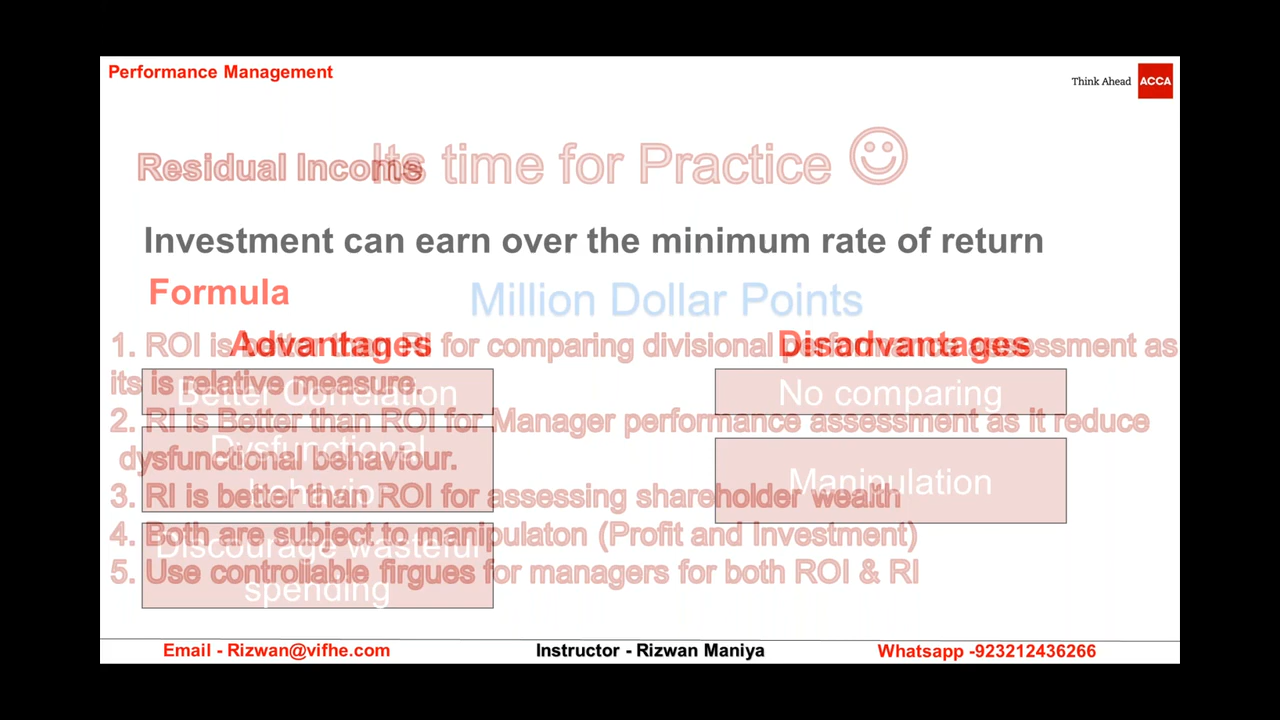 Performance Management
Think Ahead ACCA
Residual Income
Its time for Practice ☺
Investment can earn over the minimum rate of return
Formula
Million Dollar Points
Advantages
Disadvantages
1. ROI is better than RI for comparing divisional performance assessment as
its is relative measure.
2. RI is Better than ROI for Manager performance assessment as it reduce
dysfunctional behaviour.
3. RI is better than ROI for assessing shareholder wealth
4. Both are subject to manipulaton (Profit and Investment)
5. Use controllable firgues for managers for both ROI & RI
Better Correlation
Dysfunctional
behavior
Discourage wasteful
spending
No comparing
Manipulation
Email - Rizwan@vifhe.com
Instructor - Rizwan Maniya
Whatsapp -923212436266